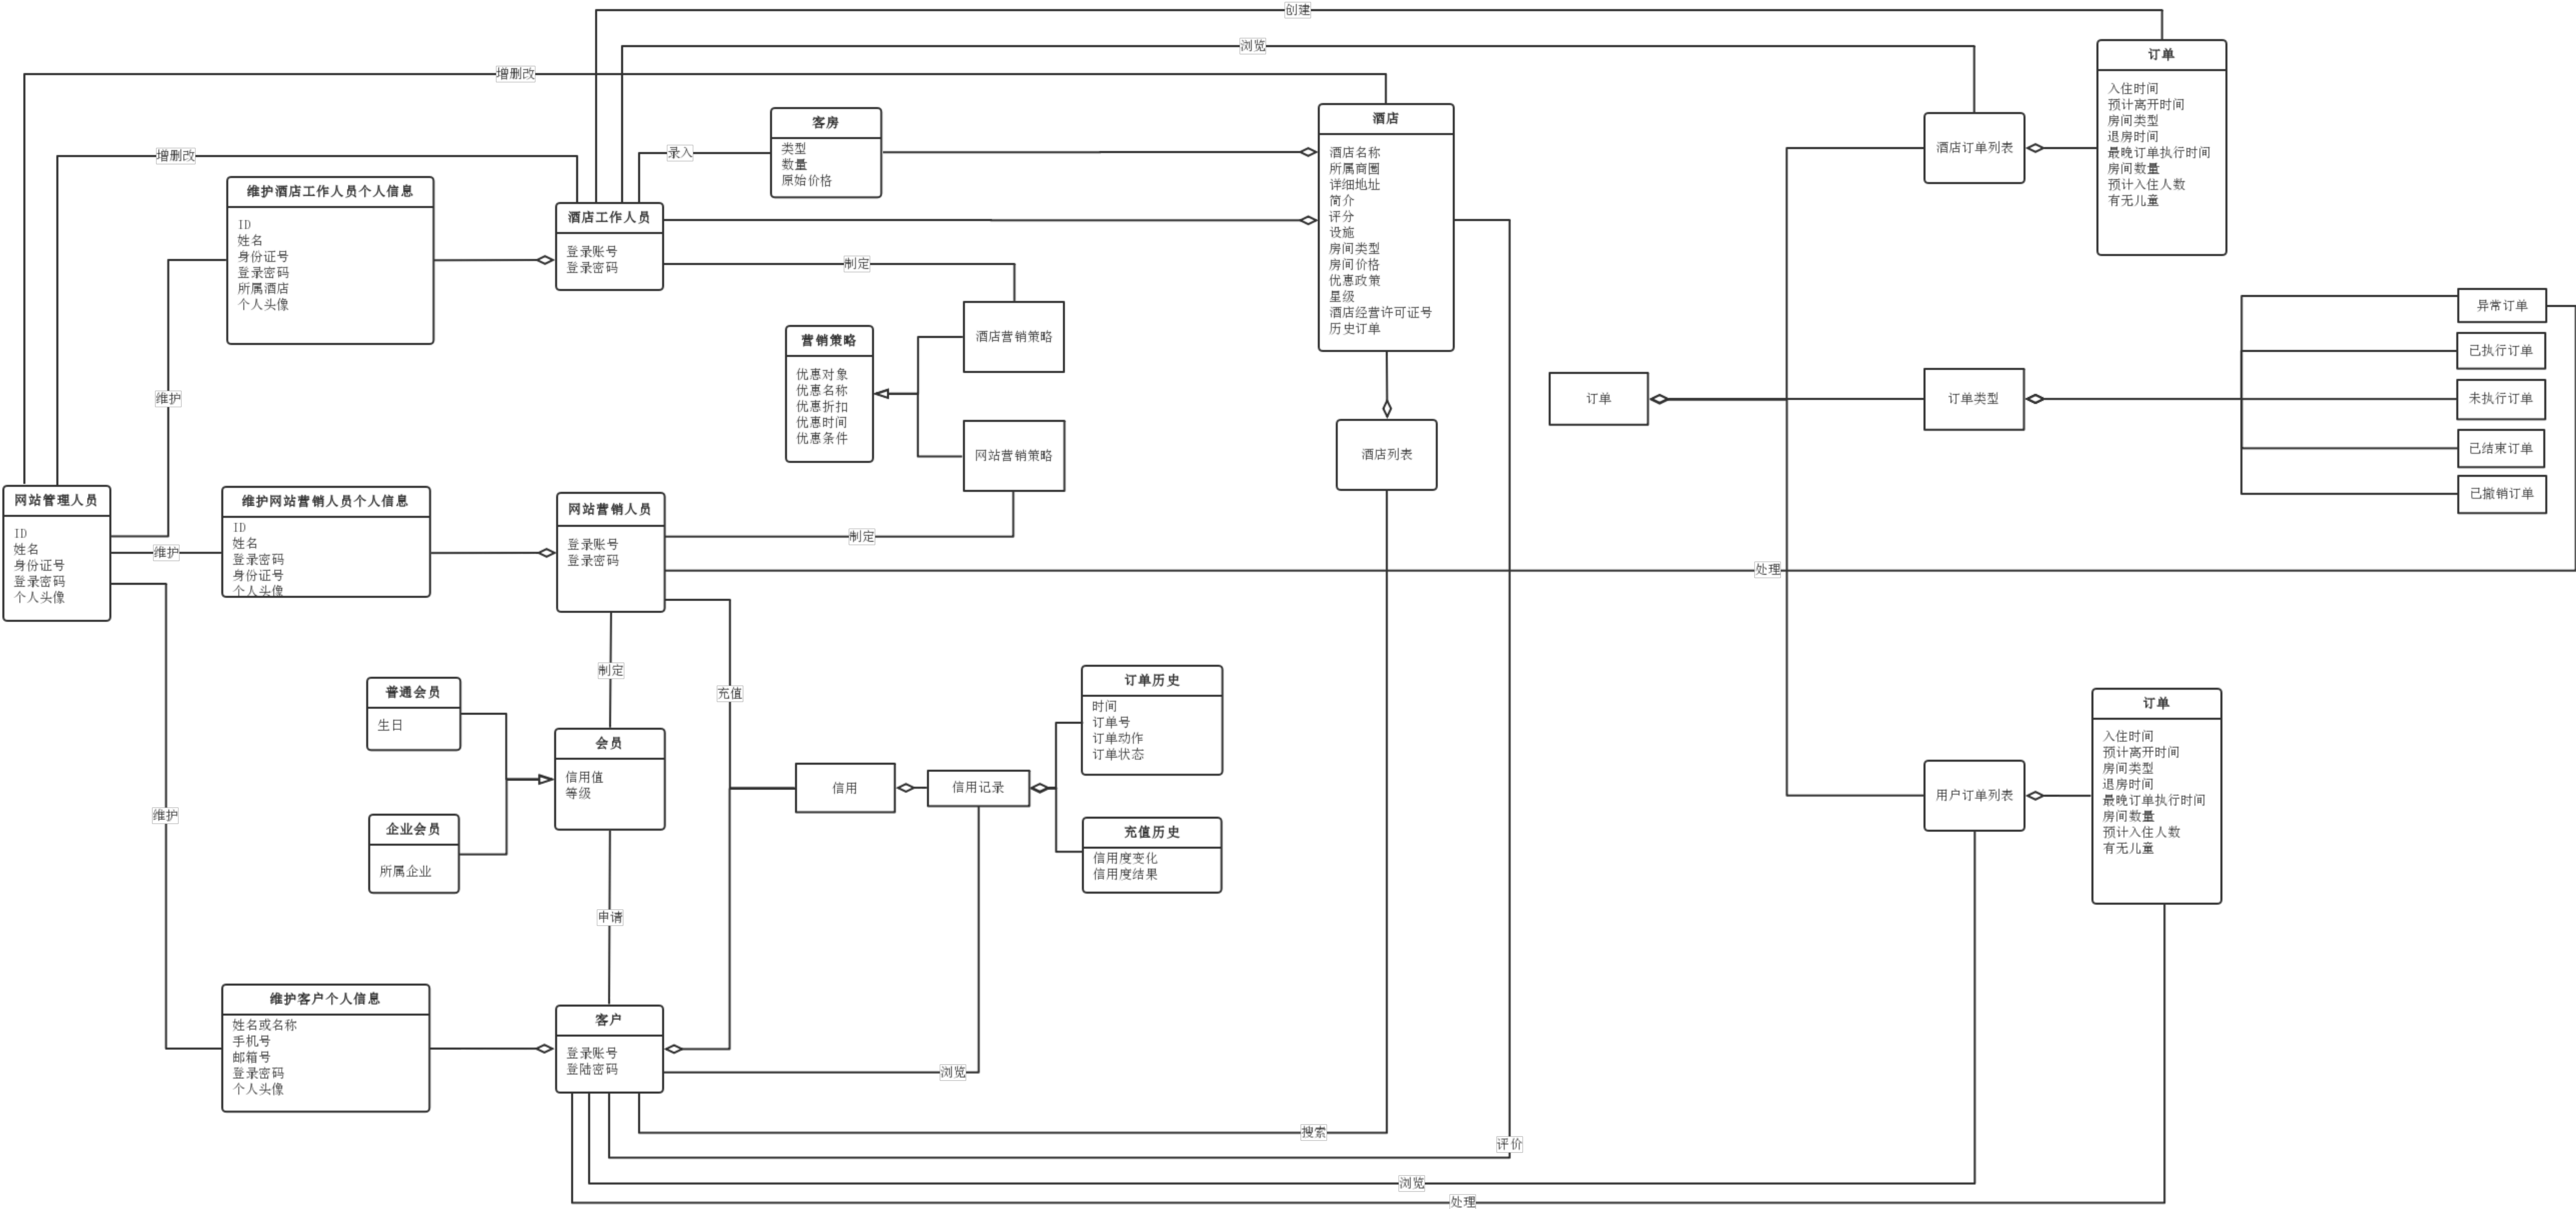 创建
浏览
增删改
增删改
订单
入住时间
预计离开时间
房间类型
退房时间
最晚订单执行时间
房间数量
预计入住人数
有无儿童
酒店订单列表
客房
类型
数量
原始价格
录入
酒店
酒店名称
所属商圈
详细地址
简介
评分
设施
房间类型
房间价格
优惠政策
星级
酒店经营许可证号
历史订单
维护酒店工作人员个人信息
ID
姓名
身份证号
登录密码
所属酒店
个人头像
酒店工作人员
登录账号
登录密码
制定
维护
营销策略
优惠对象
优惠名称
优惠折扣
优惠时间
优惠条件
酒店营销策略
网站营销策略
酒店列表
订单
订单类型
异常订单
已执行订单
未执行订单
已结束订单
已撤销订单
网站管理人员
ID
姓名
身份证号
登录密码
个人头像
维护
维护网站营销人员个人信息
ID
姓名
登录密码
身份证号
个人头像
网站营销人员
登录账号
登录密码
制定
处理
制定
充值
普通会员
生日
企业会员
所属企业
会员
信用值
等级
信用
信用记录
订单历史
时间
订单号
订单动作
订单状态
充值历史
信用度变化
信用度结果
用户订单列表
订单
入住时间
预计离开时间
房间类型
退房时间
最晚订单执行时间
房间数量
预计入住人数
有无儿童
维护
申请
维护客户个人信息
姓名或名称
手机号
邮箱号
登录密码
个人头像
客户
登录账号
登陆密码
浏览
搜索
评价
浏览
处理